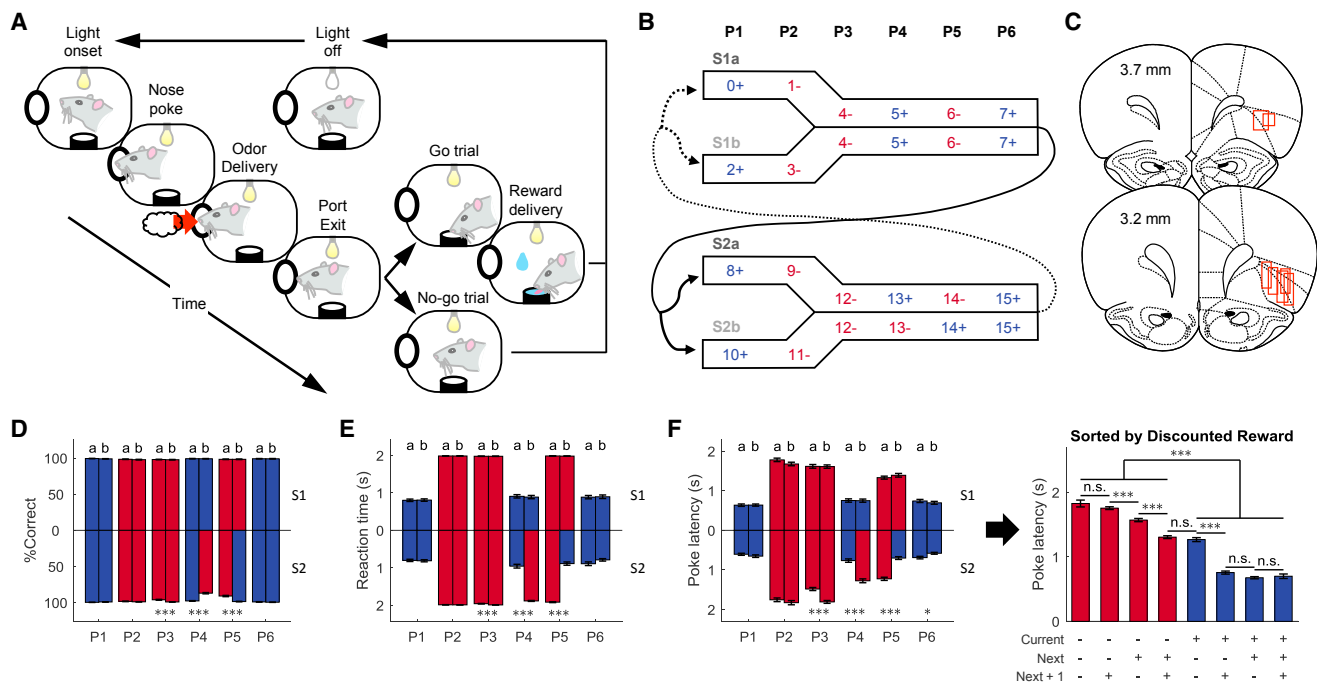 A
Light onset
Light off
Nose poke
Odor Delivery
Port Exit
Go trial
Reward delivery
No-go trial
Time
B
P1 P2 P3 P4 P5 P6
S1a
0+ 1-
4- 5+ 6- 7+
S1b
4- 5+ 6- 7+
2+ 3-
S2a
8+ 9-
12- 13+ 14- 15+
S2b
12- 13- 14+ 15+
10+ 11-
C
3.7 mm
3.2 mm
D
a b a b a b a b a b a b
%Correct
100
50
0
50
100
S1
S2
*** *** ***
P1 P2 P3 P4 P5 P6
E
a b a b a b a b a b a b
Reaction time (s)
2
1
0
1
2
S1
S2
*** *** ***
P1 P2 P3 P4 P5 P6
F
a b a b a b a b a b a b
Poke latency (s)
2
1
0
1
2
S1
S2
*** *** *** *
P1 P2 P3 P4 P5 P6
Sorted by Discounted Reward
Poke latency (s)
2
1
0
***
n.s. *** *** n.s. *** n.s. n.s.
Current - - - - + + + +
Next - - + + - - + +
Next + 1 - + - + - + - +